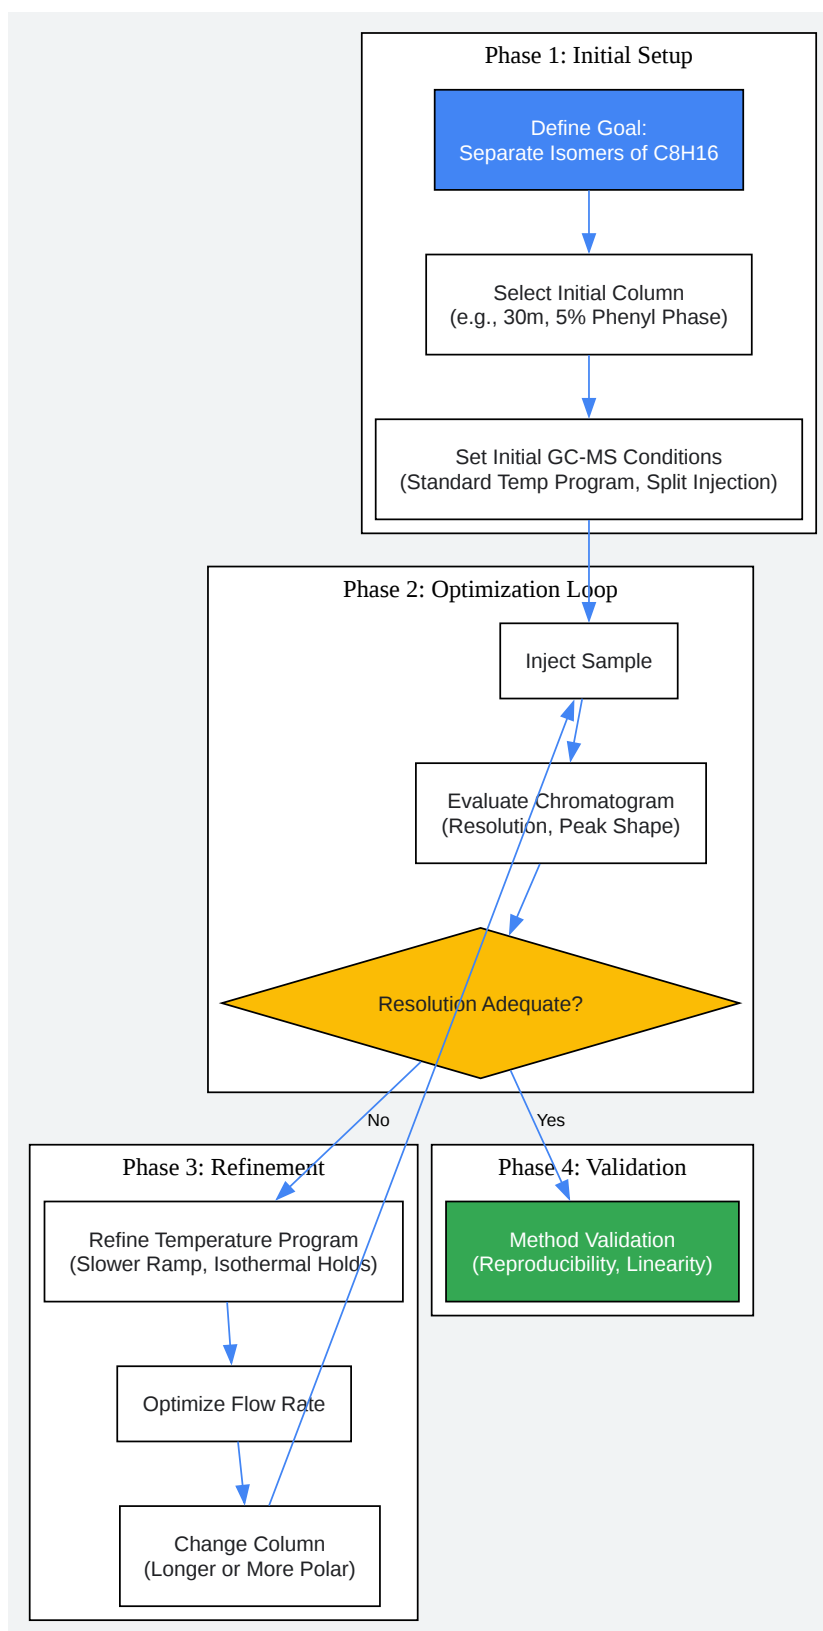 Phase 1: Initial Setup
Define Goal:
Separate Isomers of C8H16
Select Initial Column
(e.g., 30m, 5% Phenyl Phase)
Set Initial GC-MS Conditions
(Standard Temp Program, Split Injection)
Phase 2: Optimization Loop
Inject Sample
Evaluate Chromatogram
(Resolution, Peak Shape)
Resolution Adequate?
No
Yes
Phase 3: Refinement
Refine Temperature Program
(Slower Ramp, Isothermal Holds)
Optimize Flow Rate
Change Column
(Longer or More Polar)
Phase 4: Validation
Method Validation
(Reproducibility, Linearity)